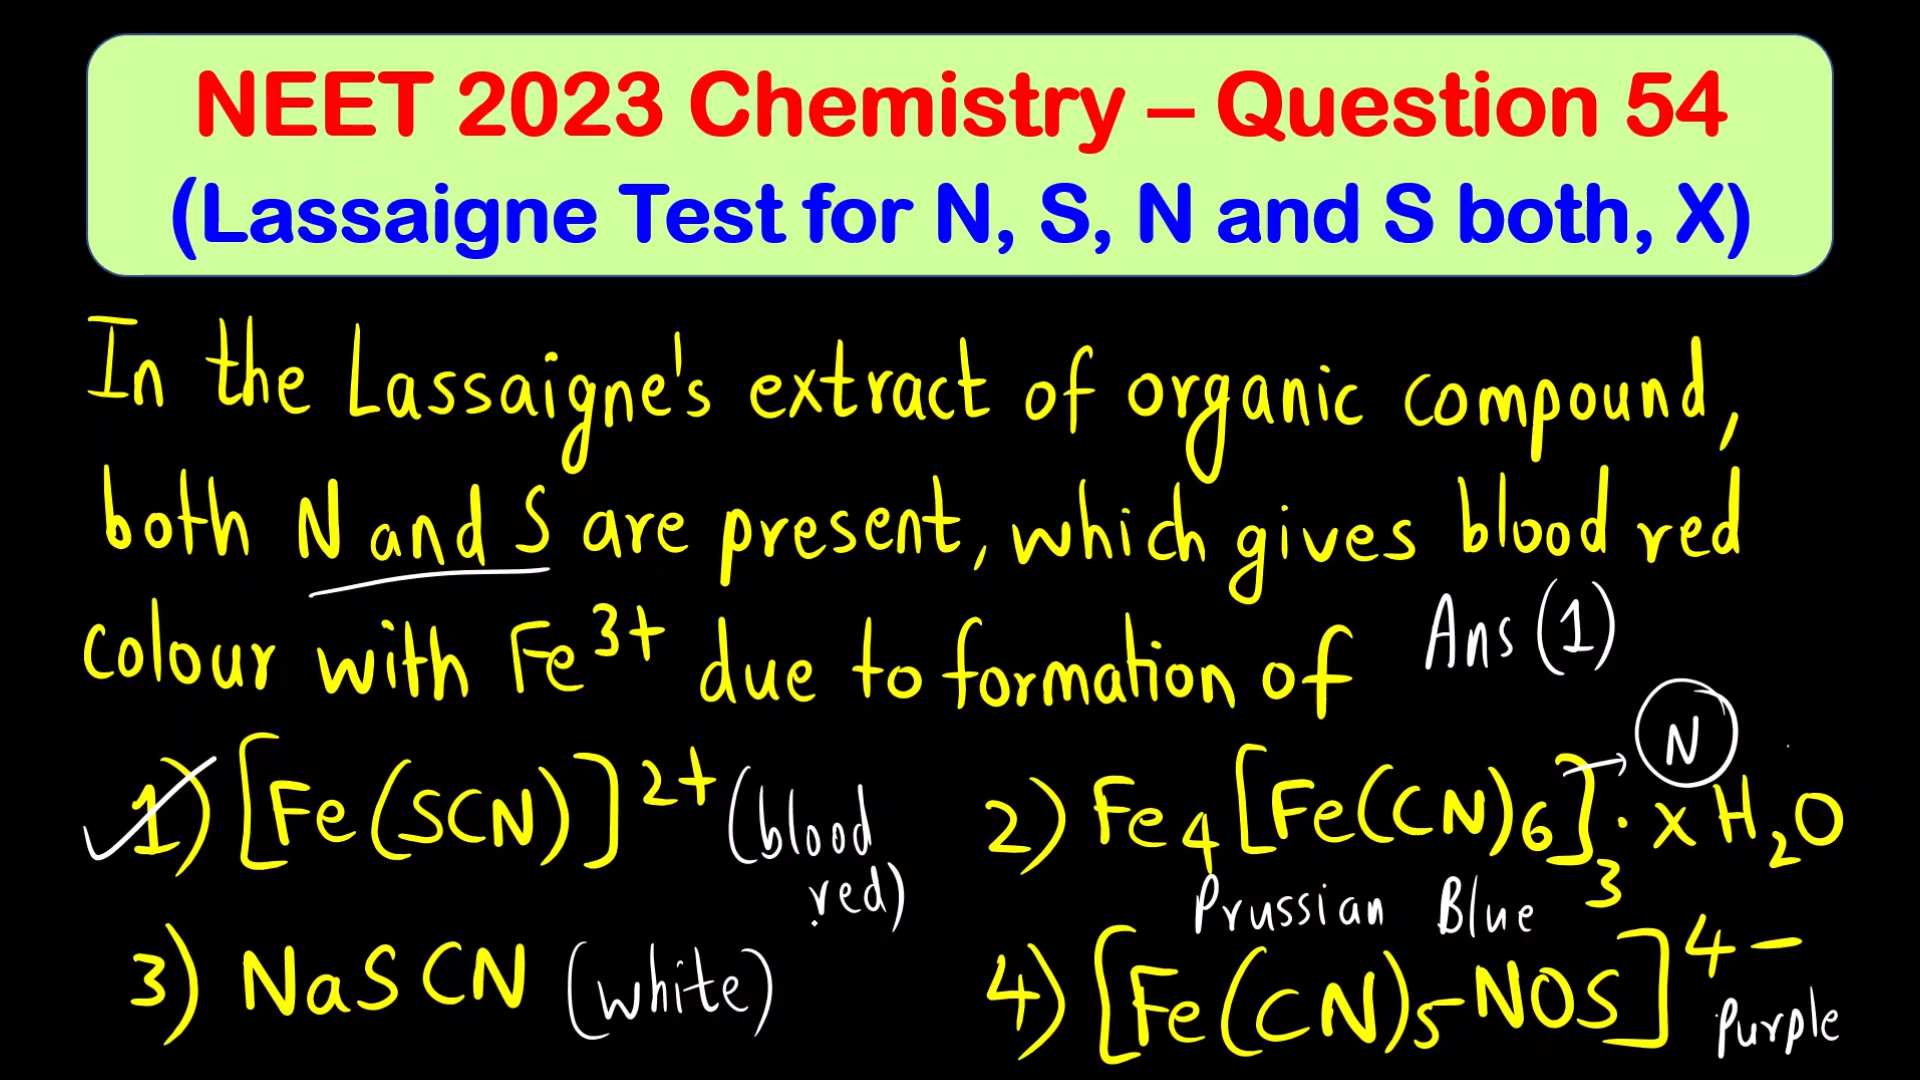 NEET 2023 Chemistry – Question 54
(Lassaigne Test for N, S, N and S both, X)
In the Lassaigne's extract of organic compound,
both N and S are present, which gives blood red
colour with Fe³⁺ due to formation of Ans (1)
1) [Fe(SCN)]²⁺ (blood red)
2) Fe₄[Fe(CN)₆]₃·xH₂O → N
Prussian Blue
3) NaSCN (white)
4) [Fe(CN)₅NOS]⁴⁻
Purple